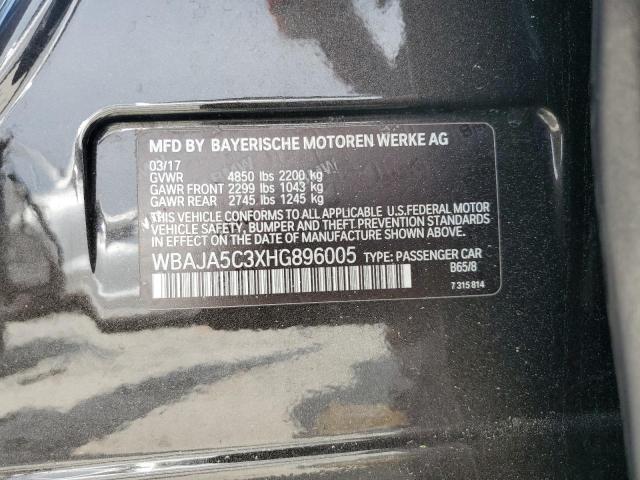 MFD BY BAYERISCHE MOTOREN WERKE AG
03/17
GVWR 4850 lbs 2200 kg
GAWR FRONT 2299 lbs 1043 kg
GAWR REAR 2745 lbs 1245 kg
THIS VEHICLE CONFORMS TO ALL APPLICABLE U.S.FEDERAL MOTOR
VEHICLE SAFETY, BUMPER AND THEFT PREVENTION STANDARDS
IN EFFECT ON THE DATE OF MANUFACTURE SHOWN ABOVE.
WBAJA5C3XHG896005 TYPE: PASSENGER CAR
B65/8
7 315 814